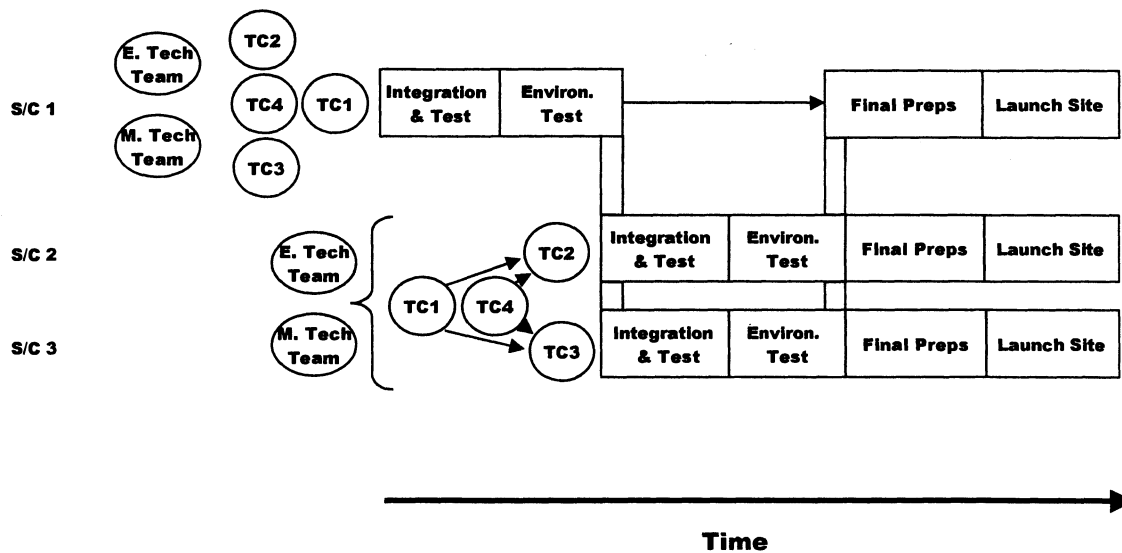 TC2
E. Tech
Team
S/C 1
TC4
TC1
Integration
& Test
Environ.
Test
Final Preps
Launch Site
M. Tech
Team
TC3
S/C 2
E. Tech
Team
TC2
Integration
& Test
Environ.
Test
Final Preps
Launch Site
TC1
TC4
S/C 3
M. Tech
Team
TC3
Integration
& Test
Environ.
Test
Final Preps
Launch Site
Time